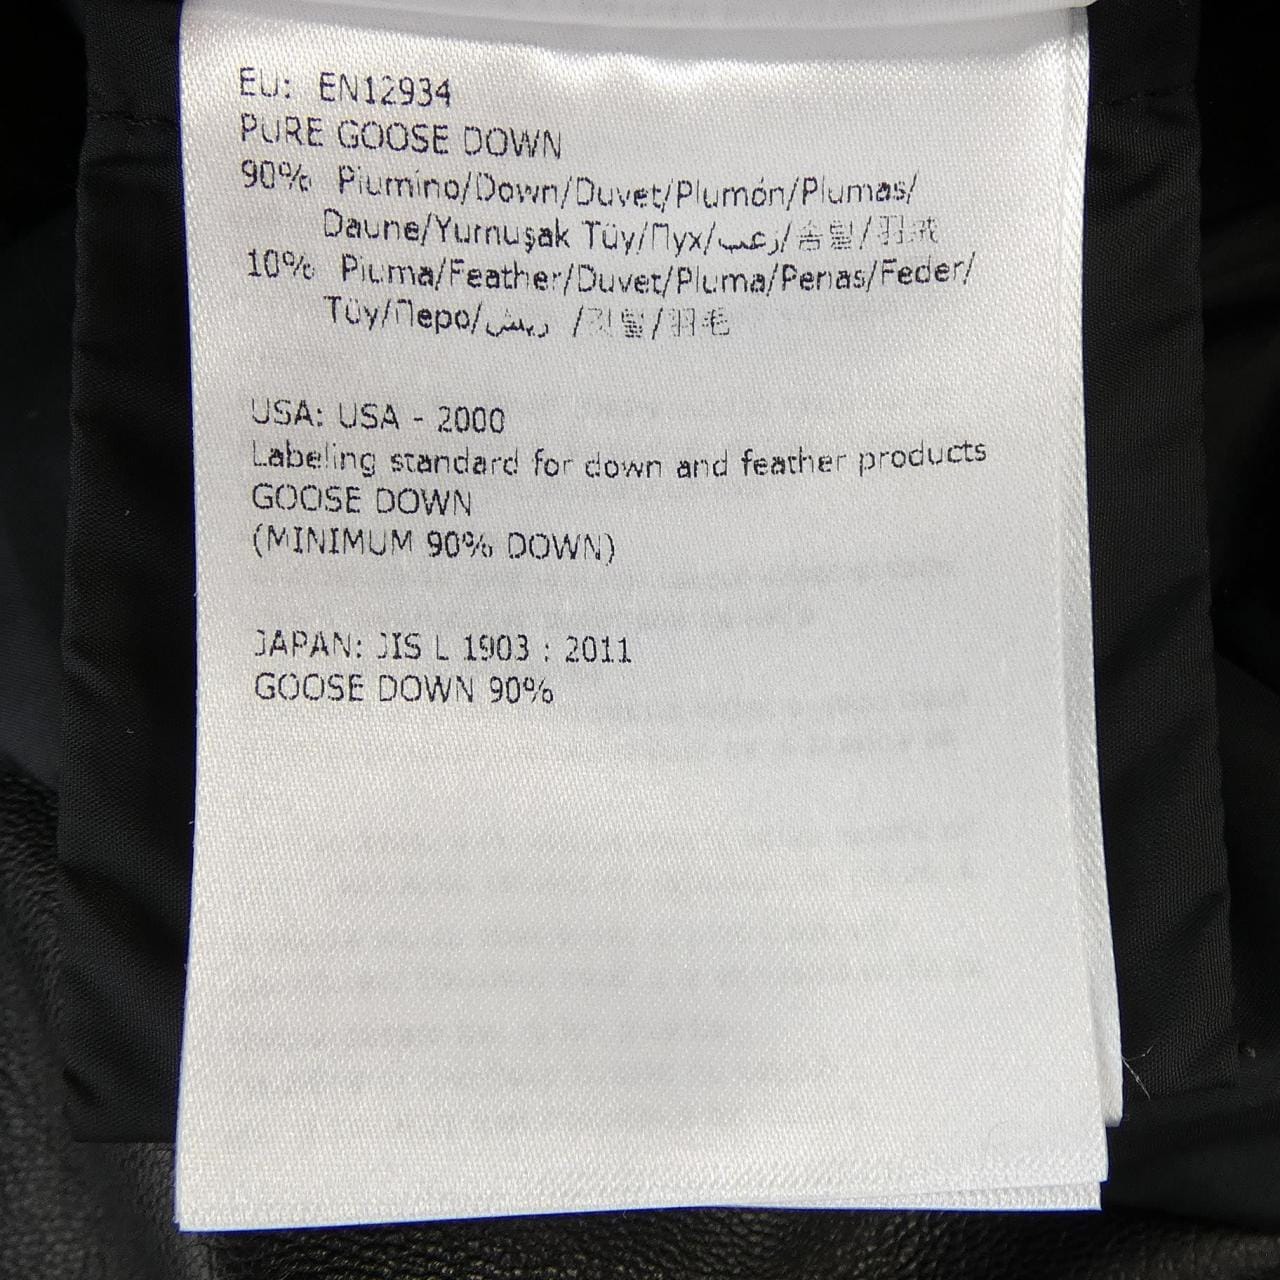 EU: EN12934
PURE GOOSE DOWN
90% Piumino/Down/Duvet/Plumón/Plumas/
Daune/Yumuşak Tüy/Пух/زغب/솜털/羽绒
10% Piuma/Feather/Duvet/Pluma/Penas/Feder/
Tüy/Перо/ريش /깃털/羽毛
USA: USA - 2000
Labeling standard for down and feather products
GOOSE DOWN
(MINIMUM 90% DOWN)
JAPAN: JIS L 1903 : 2011
GOOSE DOWN 90%